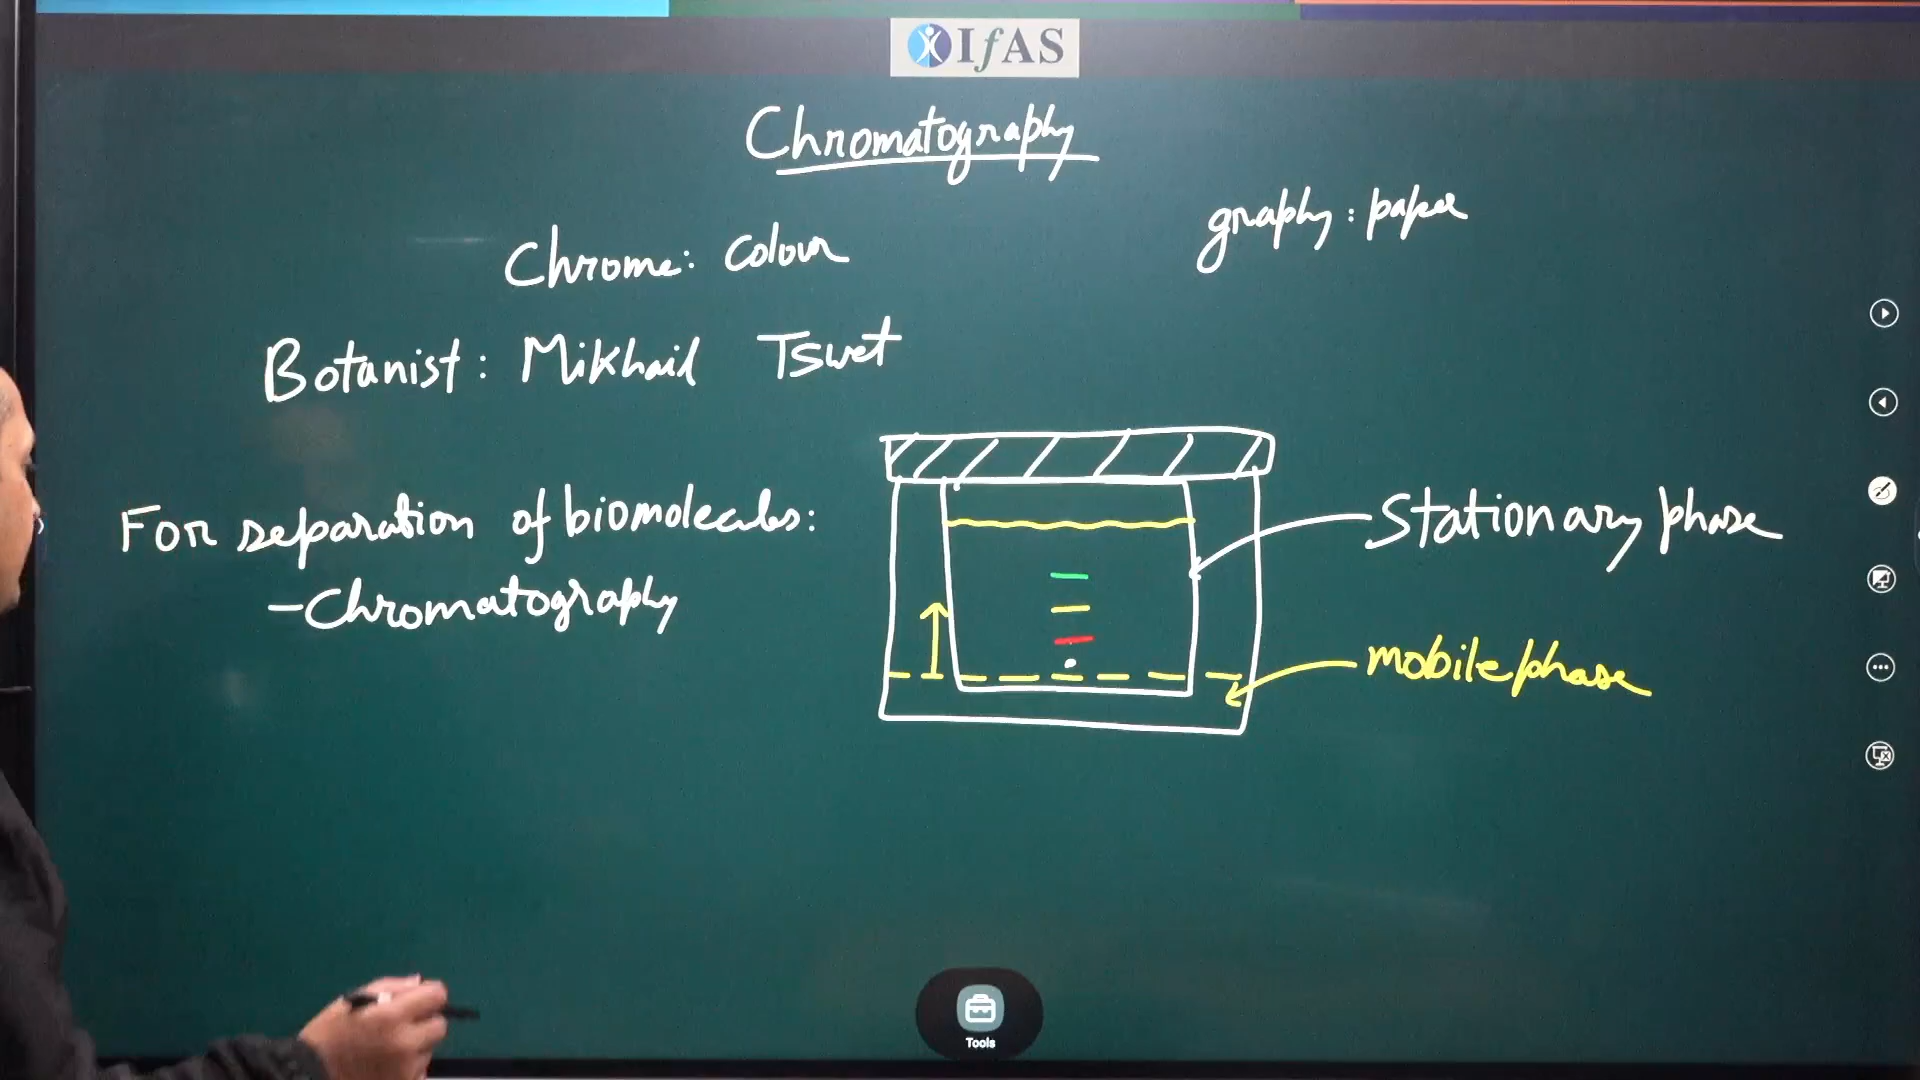 IfAS
Chromatography
graphy: paper
Chrome: Colour
Botanist: Mikhail Tswet
For separation of biomolecules:
- Chromatography
Stationary phase
mobile phase
Tools